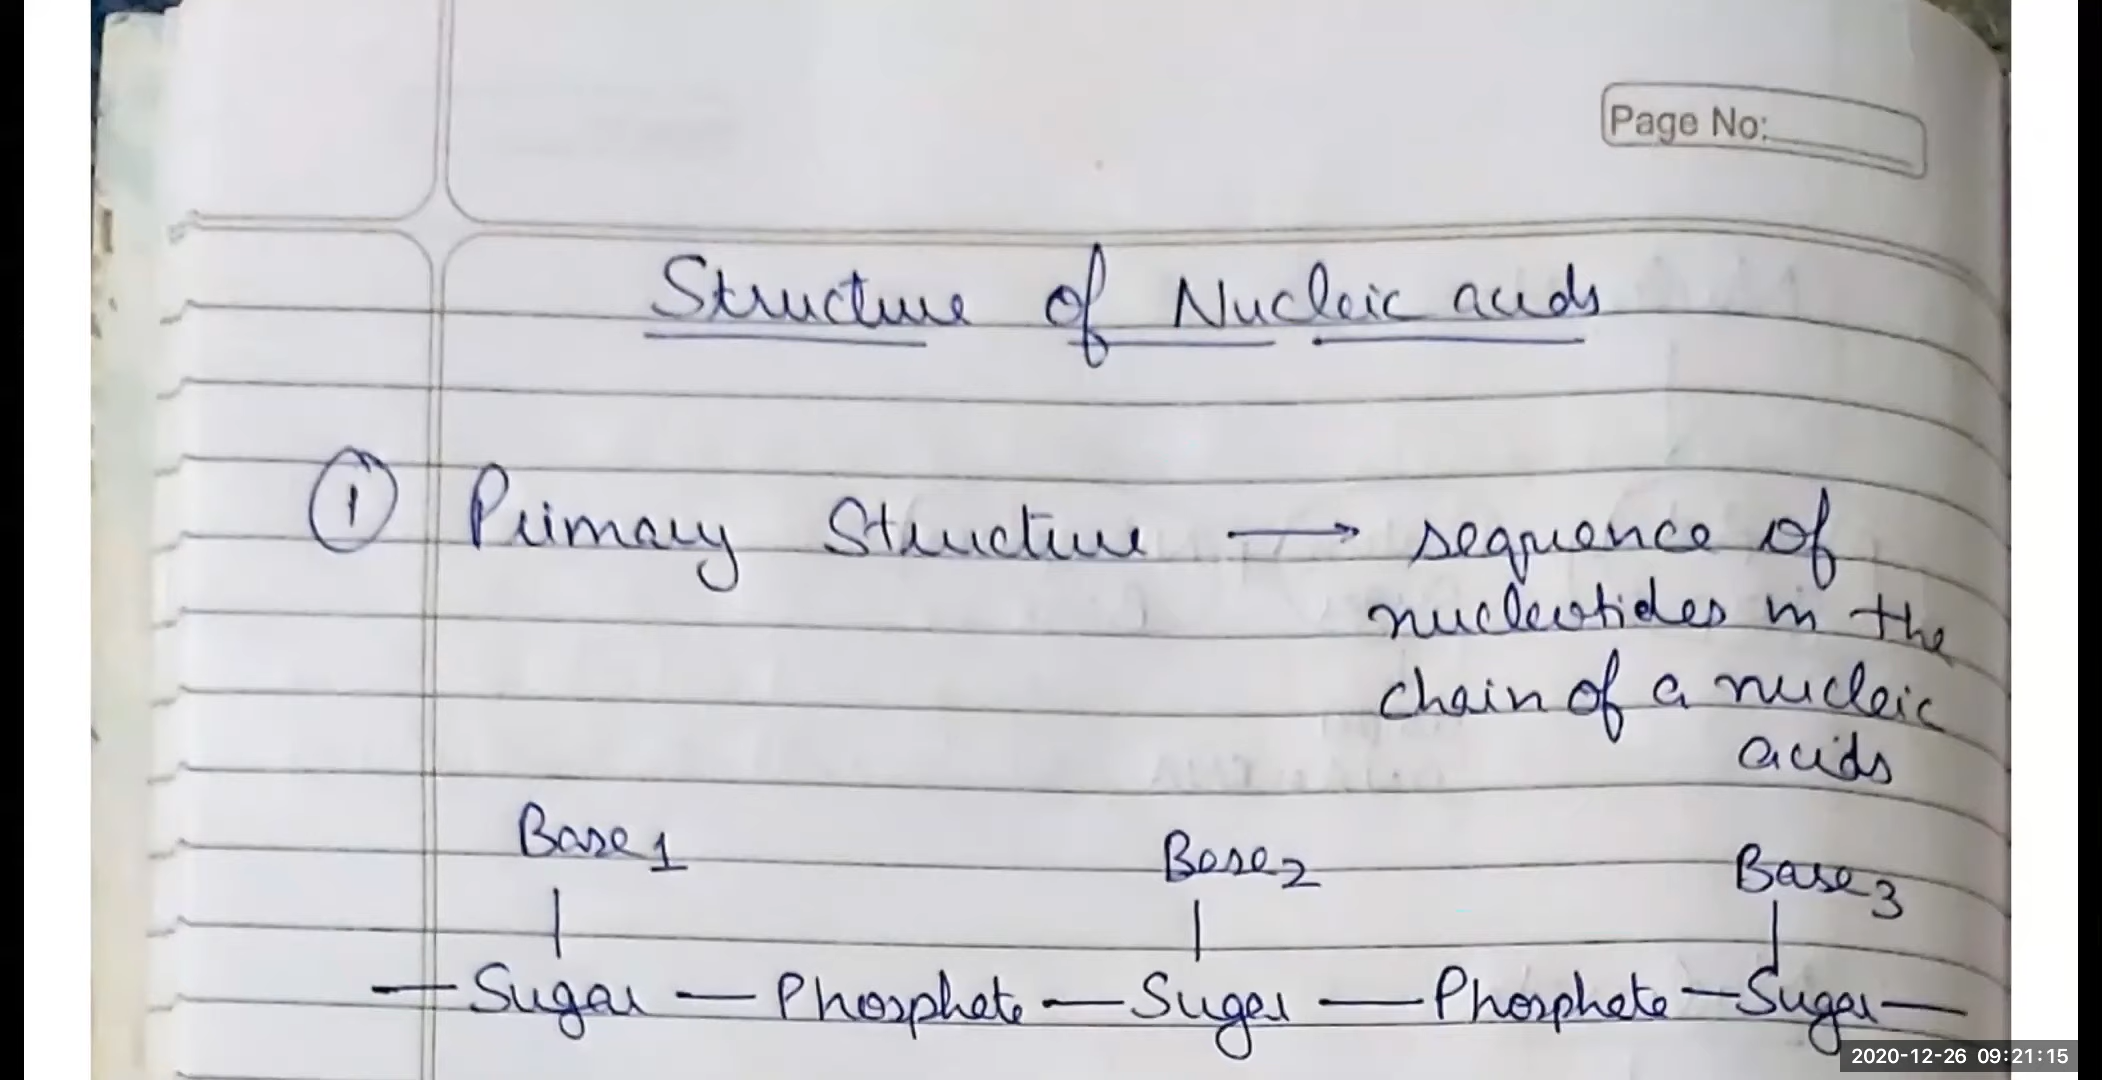 Page No:
Structure of Nucleic acids
① Primary Structure → sequence of
nucleotides in the
chain of a nucleic
acids
Base1 Base2 Base3
| | |
— Sugar — Phosphate — Sugar — Phosphate — Sugar —
2020-12-26 09:21:15